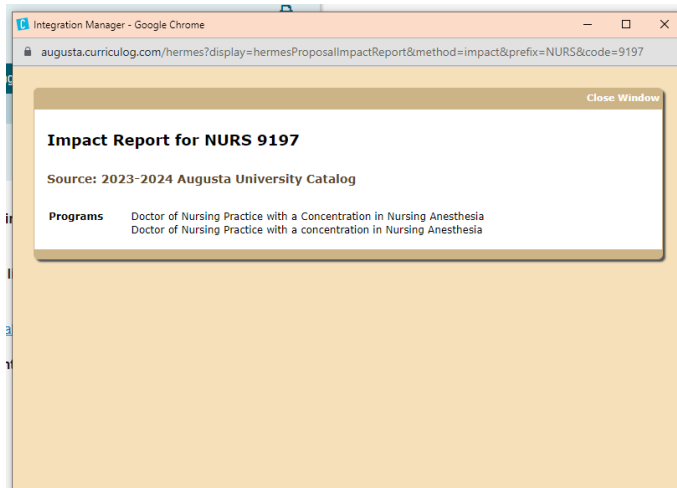 Integration Manager - Google Chrome
augusta.curriculog.com/hermes?display=hermesProposalImpactReport&method=impact&prefix=NURS&code=9197
Close Window
Impact Report for NURS 9197
Source: 2023-2024 Augusta University Catalog
Programs Doctor of Nursing Practice with a Concentration in Nursing Anesthesia
Doctor of Nursing Practice with a concentration in Nursing Anesthesia